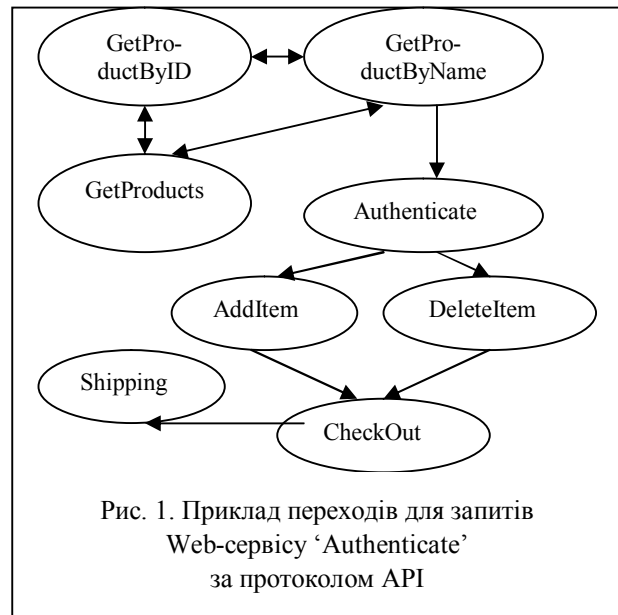 GetPro-
ductByID
GetPro-
ductByName
GetProducts
Authenticate
AddItem
DeleteItem
Shipping
CheckOut
Рис. 1. Приклад переходів для запитів
Web-сервісу ‘Authenticate’
за протоколом API